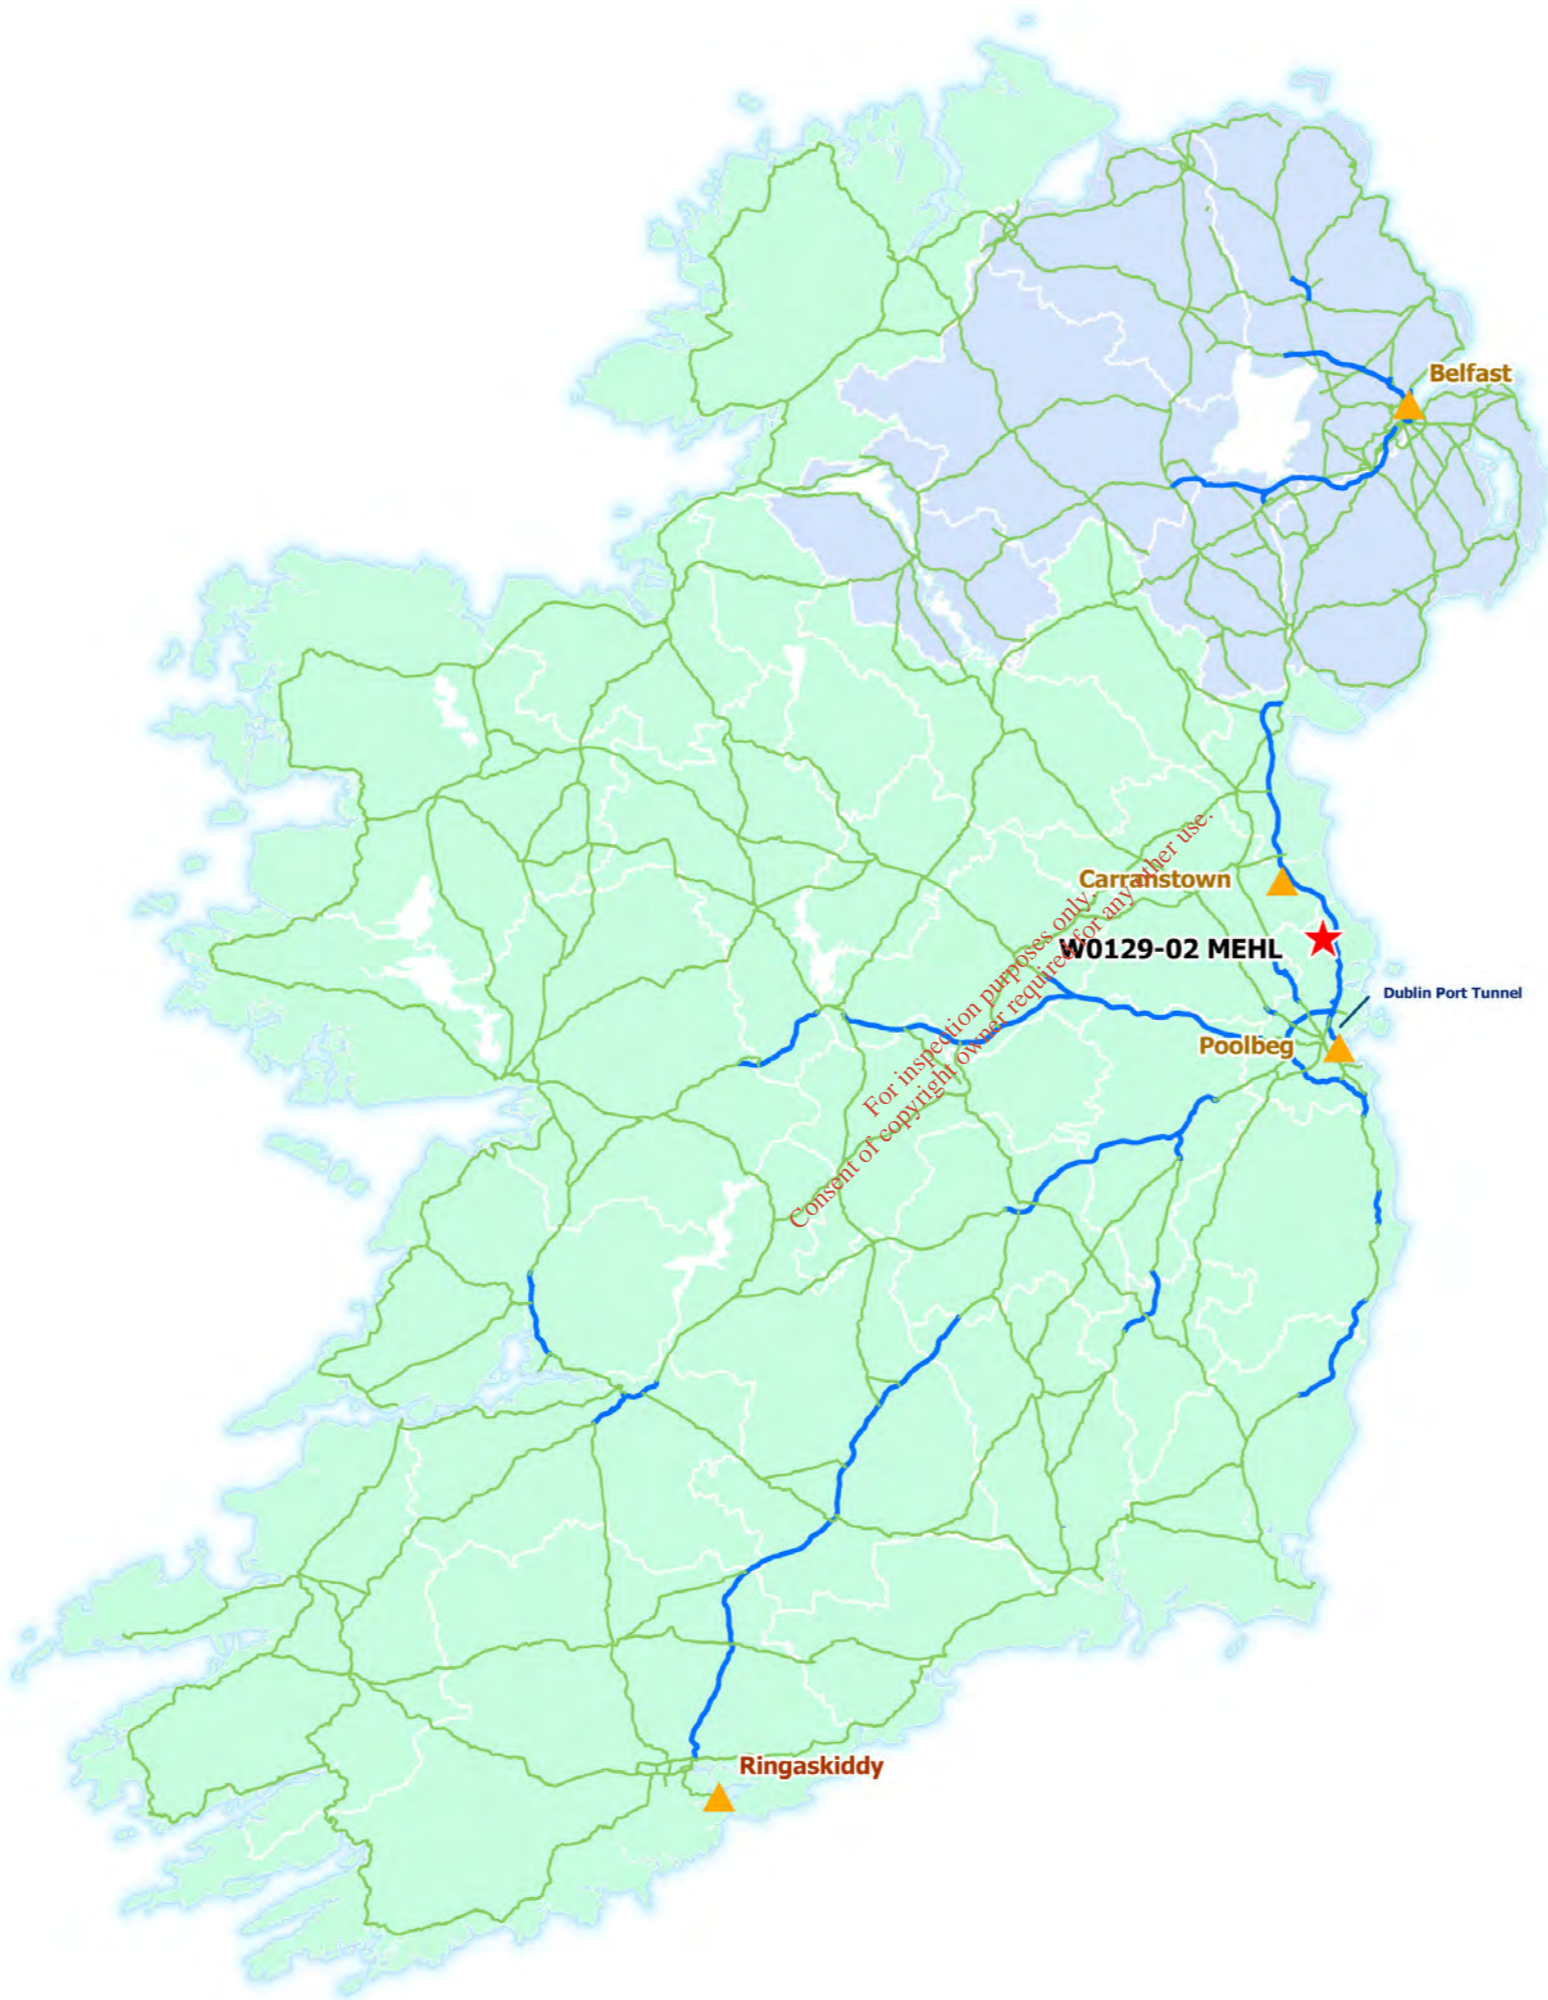 Belfast
Carranstown
W0129-02 MEHL
Dublin Port Tunnel
Poolbeg
For inspection purposes only.
Consent of copyright owner required for any other use.
Ringaskiddy